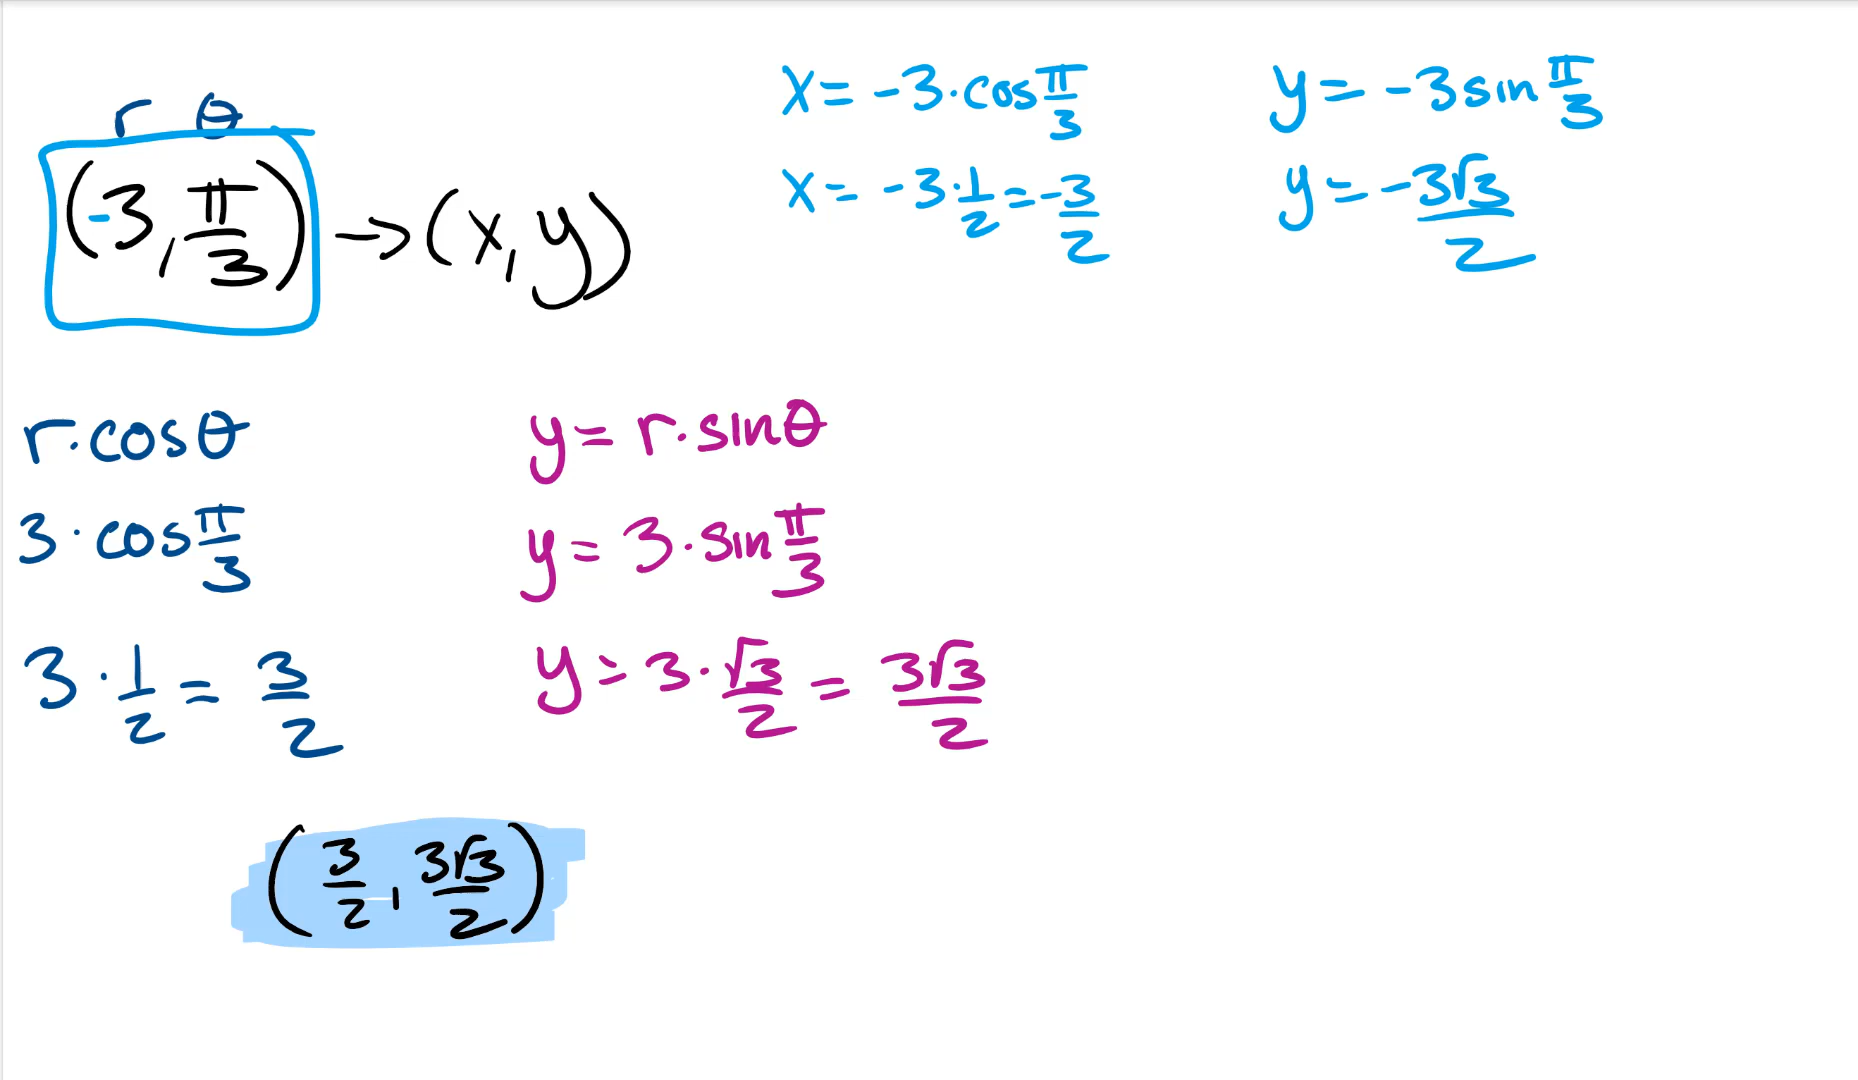 r θ
(-3, π/3) → (x, y)
x = -3·cos π/3
x = -3·1/2 = -3/2
y = -3 sin π/3
y = -3√3/2
r·cosθ
3·cos π/3
3·1/2 = 3/2
y = r·sinθ
y = 3·sin π/3
y = 3·√3/2 = 3√3/2
(3/2, 3√3/2)